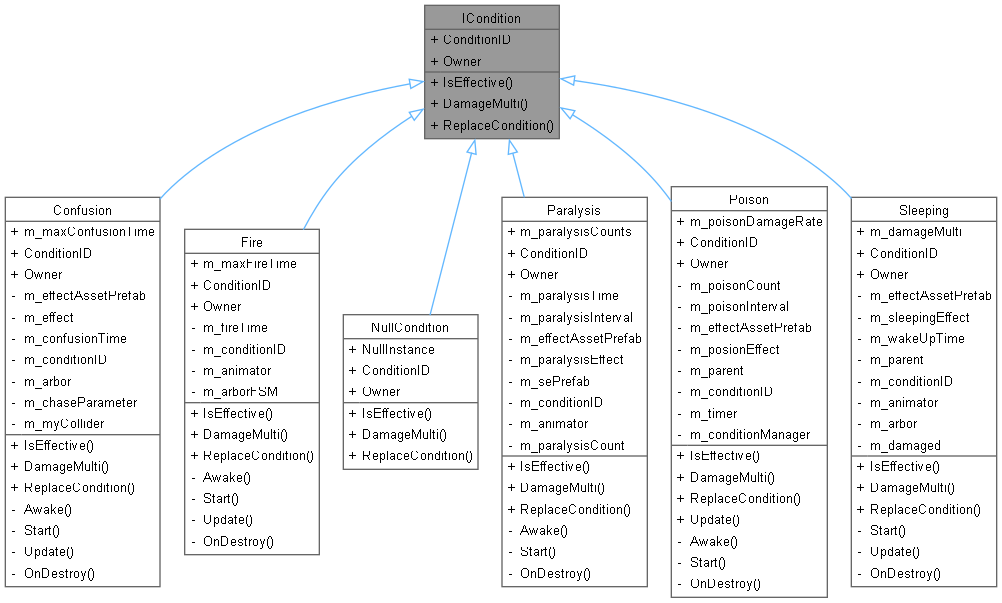 ICondition
+ ConditionID
+ Owner
+ IsEffective()
+ DamageMulti()
+ ReplaceCondition()
Confusion
+ m_maxConfusionTime
+ ConditionID
+ Owner
- m_effectAssetPrefab
- m_effect
- m_confusionTime
- m_conditionID
- m_arbor
- m_chaseParameter
- m_myCollider
+ IsEffective()
+ DamageMulti()
+ ReplaceCondition()
- Awake()
- Start()
- Update()
- OnDestroy()
Fire
+ m_maxFireTime
+ ConditionID
+ Owner
- m_fireTime
- m_conditionID
- m_animator
- m_arborFSM
+ IsEffective()
+ DamageMulti()
+ ReplaceCondition()
- Awake()
- Start()
- Update()
- OnDestroy()
NullCondition
+ NullInstance
+ ConditionID
+ Owner
+ IsEffective()
+ DamageMulti()
+ ReplaceCondition()
Paralysis
+ m_paralysisCounts
+ ConditionID
+ Owner
- m_paralysisTime
- m_paralysisInterval
- m_effectAssetPrefab
- m_paralysisEffect
- m_sePrefab
- m_conditionID
- m_animator
- m_paralysisCount
+ IsEffective()
+ DamageMulti()
+ ReplaceCondition()
- Awake()
- Start()
- OnDestroy()
Poison
+ m_poisonDamageRate
+ ConditionID
+ Owner
- m_poisonCount
- m_poisonInterval
- m_effectAssetPrefab
- m_posionEffect
- m_parent
- m_conditionID
- m_timer
- m_conditionManager
+ IsEffective()
+ DamageMulti()
+ ReplaceCondition()
+ Update()
- Awake()
- Start()
- OnDestroy()
Sleeping
+ m_damageMulti
+ ConditionID
+ Owner
- m_effectAssetPrefab
- m_sleepingEffect
- m_wakeUpTime
- m_parent
- m_conditionID
- m_animator
- m_arbor
- m_damaged
+ IsEffective()
+ DamageMulti()
+ ReplaceCondition()
- Start()
- Update()
- OnDestroy()